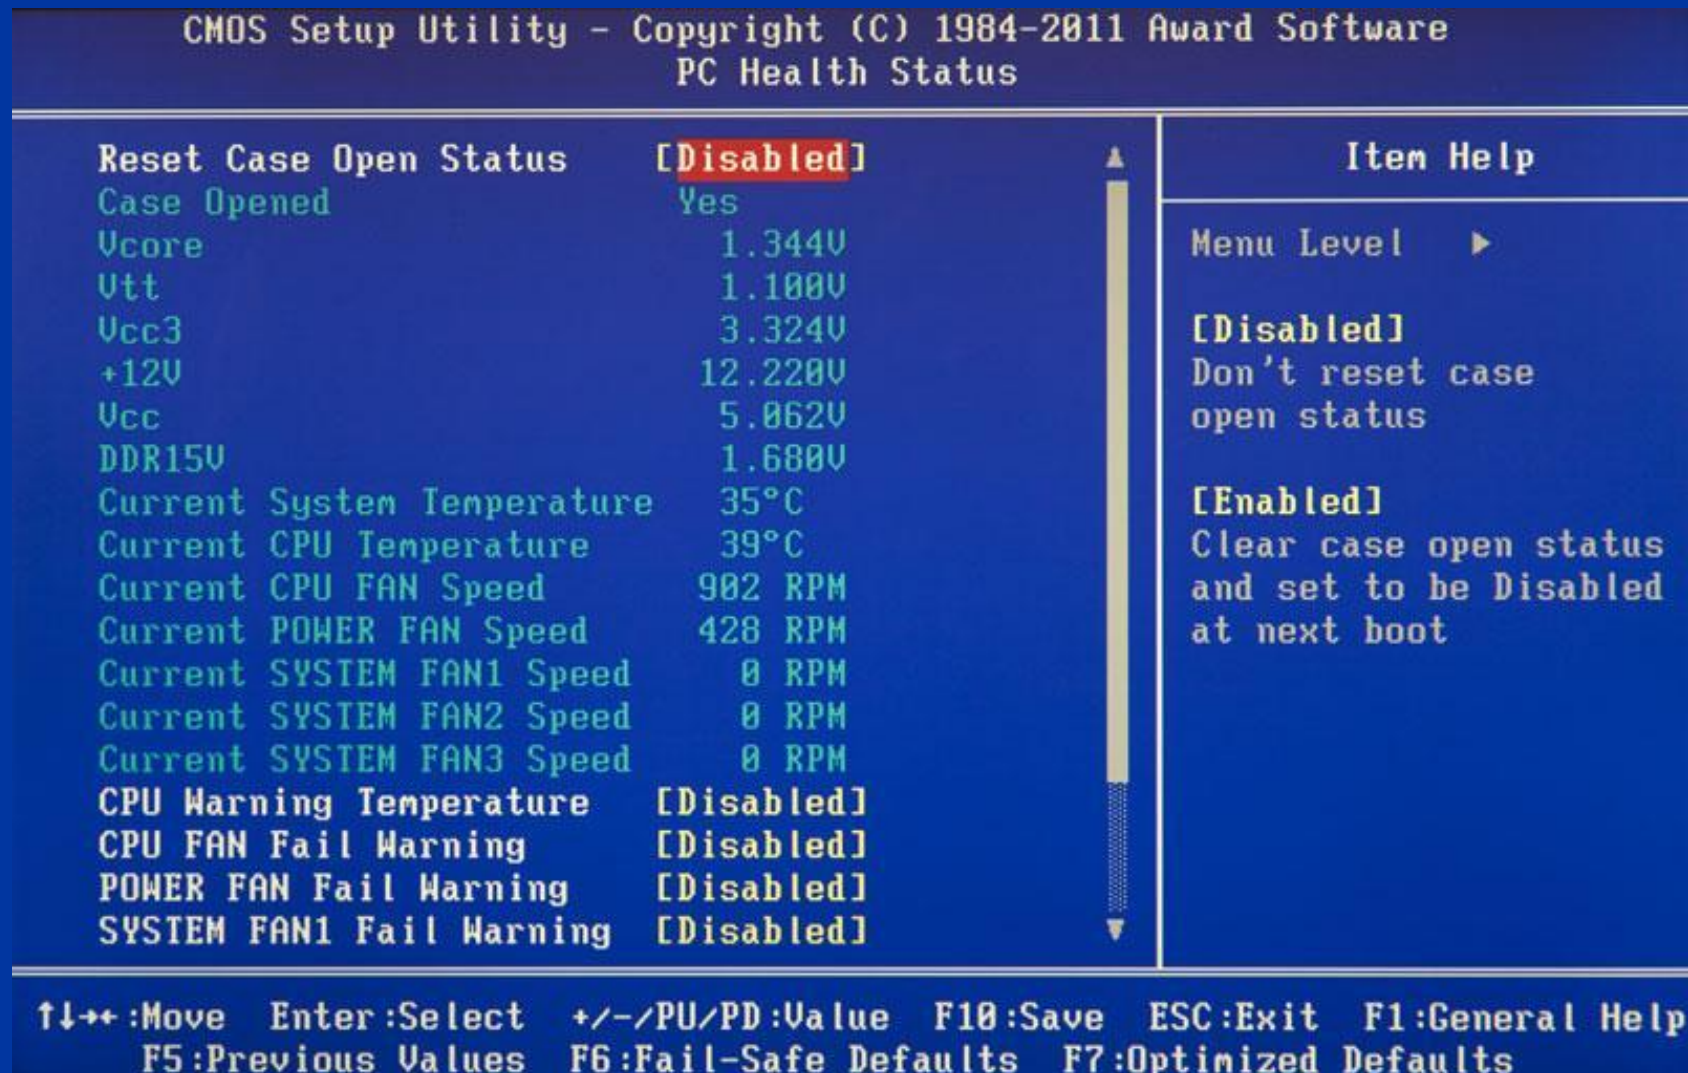 CMOS Setup Utility - Copyright (C) 1984-2011 Award Software
PC Health Status
Reset Case Open Status [Disabled]
Case Opened Yes
Vcore 1.344V
Vtt 1.100V
Vcc3 3.324V
+12V 12.220V
Vcc 5.062V
DDR15V 1.680V
Current System Temperature 35°C
Current CPU Temperature 39°C
Current CPU FAN Speed 902 RPM
Current POWER FAN Speed 428 RPM
Current SYSTEM FAN1 Speed 0 RPM
Current SYSTEM FAN2 Speed 0 RPM
Current SYSTEM FAN3 Speed 0 RPM
CPU Warning Temperature [Disabled]
CPU FAN Fail Warning [Disabled]
POWER FAN Fail Warning [Disabled]
SYSTEM FAN1 Fail Warning [Disabled]
Item Help
Menu Level ▶
[Disabled]
Don't reset case
open status
[Enabled]
Clear case open status
and set to be Disabled
at next boot
↑↓→←:Move Enter:Select +/-/PU/PD:Value F10:Save ESC:Exit F1:General Help
F5:Previous Values F6:Fail-Safe Defaults F7:Optimized Defaults